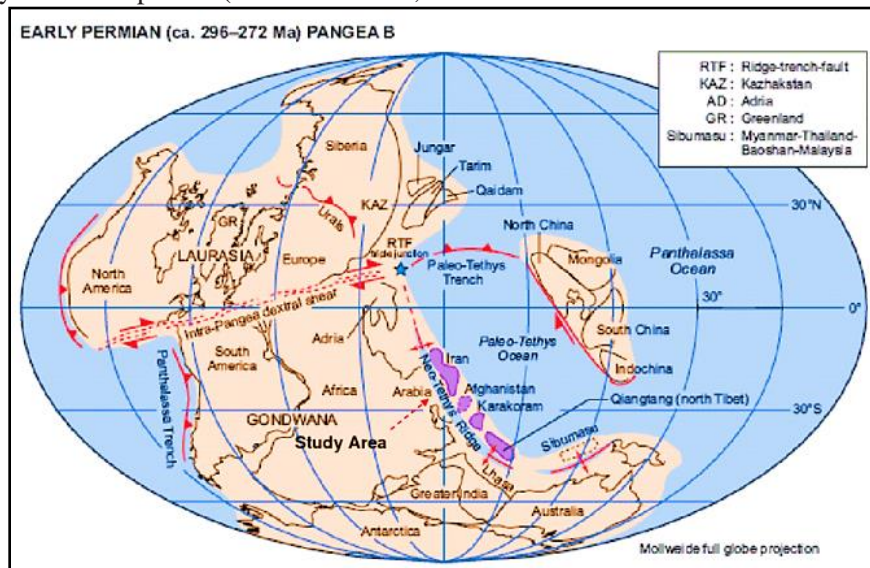 EARLY PERMIAN (ca. 296–272 Ma) PANGEA B
RTF : Ridge-trench-fault
KAZ : Kazhakstan
AD : Adria
GR : Greenland
Sibumasu : Myanmar-Thailand-
Baoshan-Malaysia
Siberia
Jungar
Tarim
Qaidam
KAZ
Urals
30°N
North China
GR
RTF
triple junction
Mongolia
Panthalassa
Ocean
LAURASIA
Europe
Paleo-Tethys
Trench
North
America
30°
0°
Intra-Pangea dextral shear
South China
Adria
Paleo-Tethys
Ocean
South
America
Iran
Indochina
Panthalassa Trench
Neo-Tethys Ridge
Africa
Arabia
Afghanistan
Karakoram
Qiangtang (north Tibet)
GONDWANA
30°S
Study Area
Sibumasu
Lhasa
Greater India
Australia
Antarctica
Mollweide full globe projection